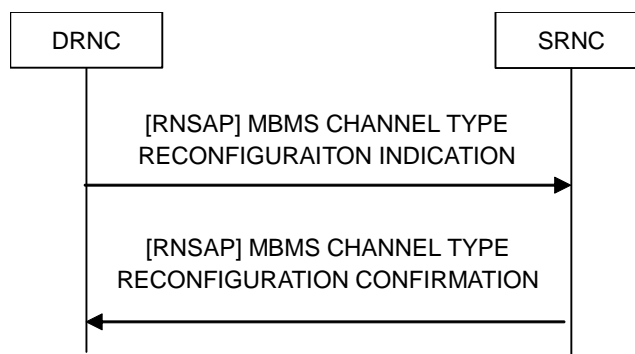 DRNC
SRNC
[RNSAP] MBMS CHANNEL TYPE
RECONFIGURAITON INDICATION
[RNSAP] MBMS CHANNEL TYPE
RECONFIGURATION CONFIRMATION